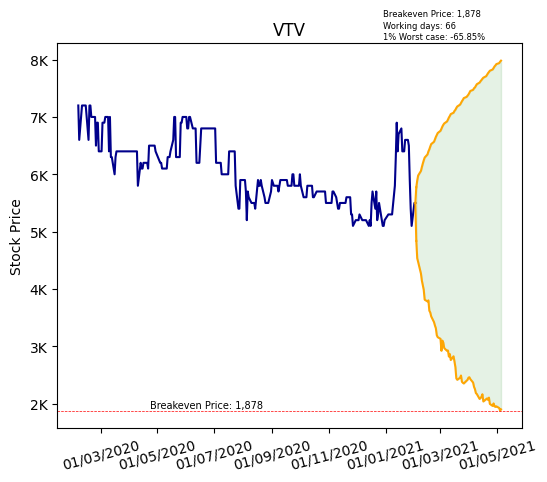 Breakeven Price: 1,878
Working days: 66
1% Worst case: -65.85%
VTV
Stock Price
8K
7K
6K
5K
4K
3K
2K
Breakeven Price: 1,878
01/03/2020 01/05/2020 01/07/2020 01/09/2020 01/11/2020 01/01/2021 01/03/2021 01/05/2021